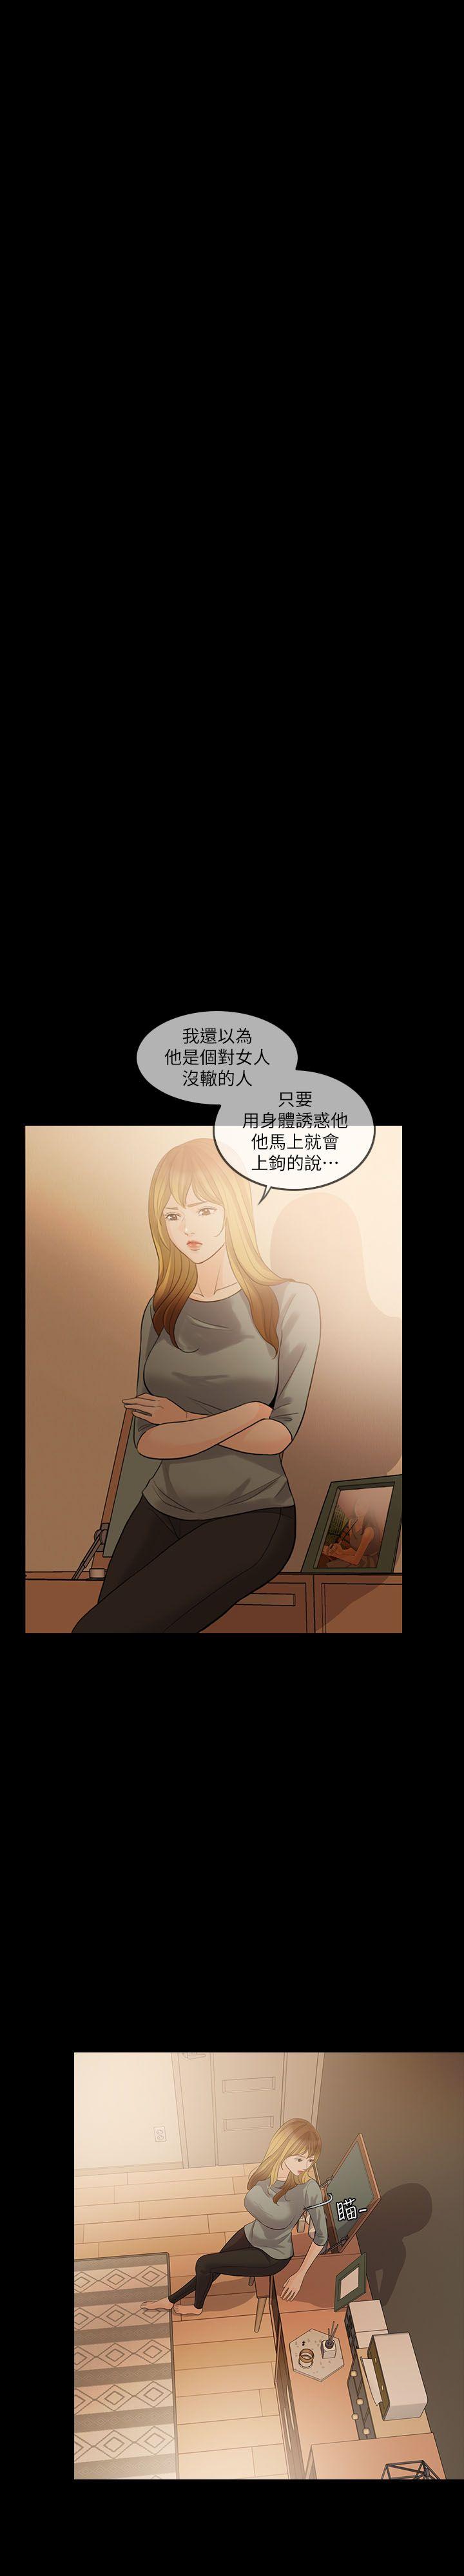 我還以為
他是個對女人
沒轍的人
只要
用身體誘惑他
他馬上就會
上鉤的說…
瞄-